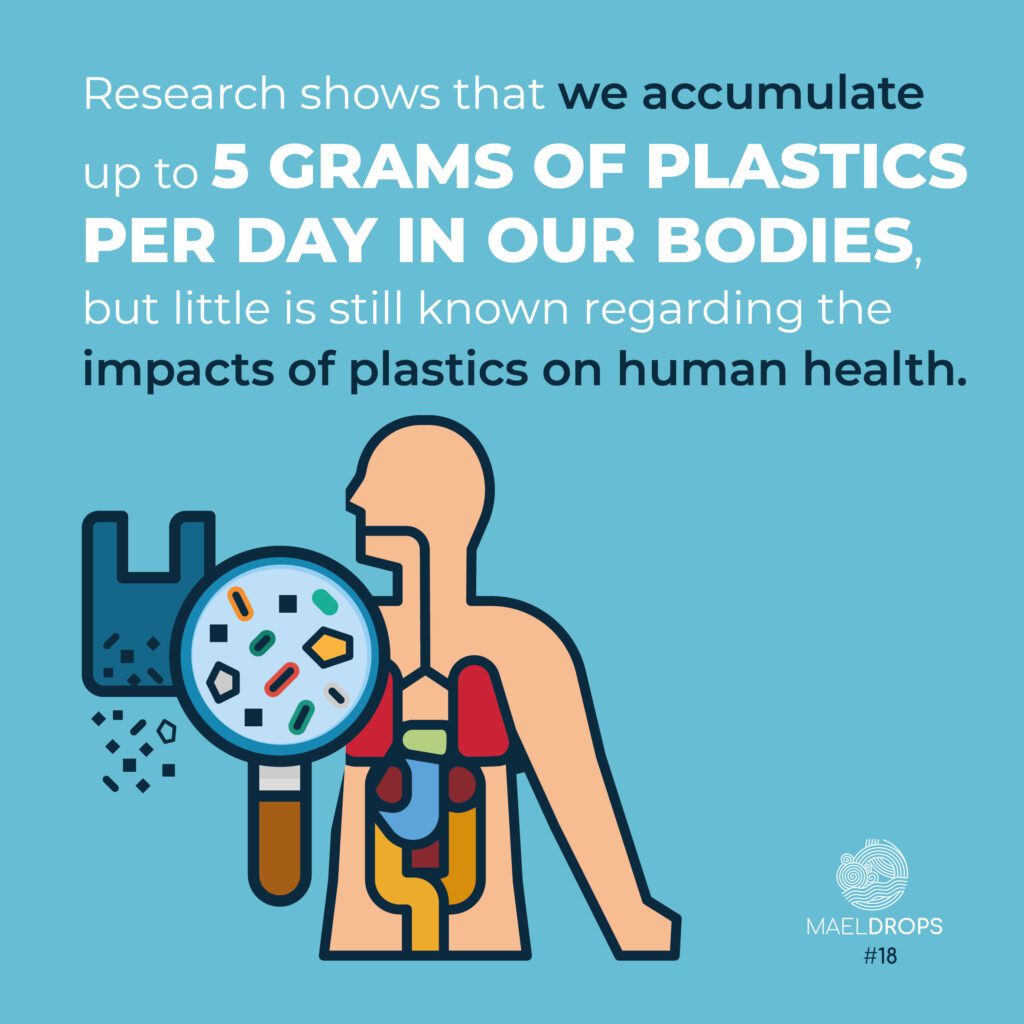 Research shows that we accumulate
up to 5 GRAMS OF PLASTICS
PER DAY IN OUR BODIES,
but little is still known regarding the
impacts of plastics on human health.
MAELDROPS
#18